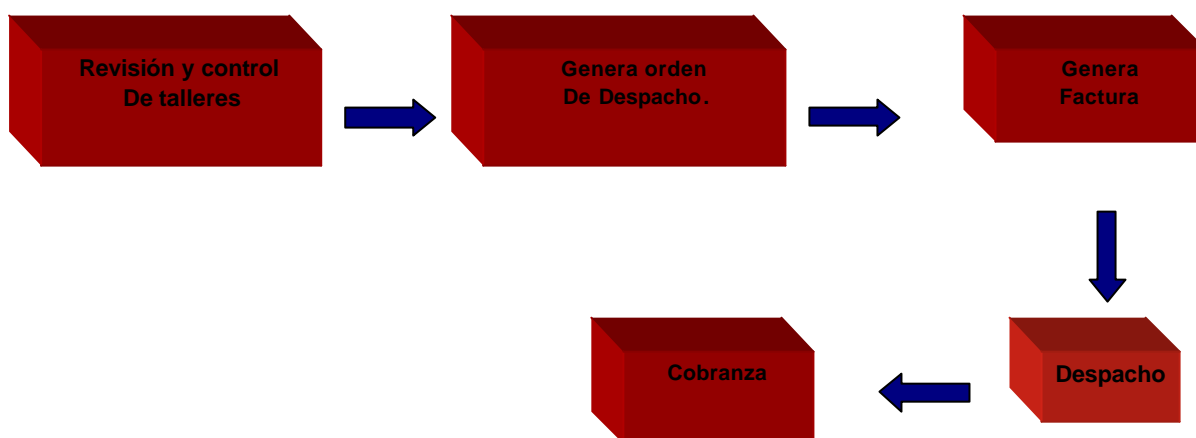 Revisión y control
De talleres
Genera orden
De Despacho.
Genera
Factura
Despacho
Cobranza